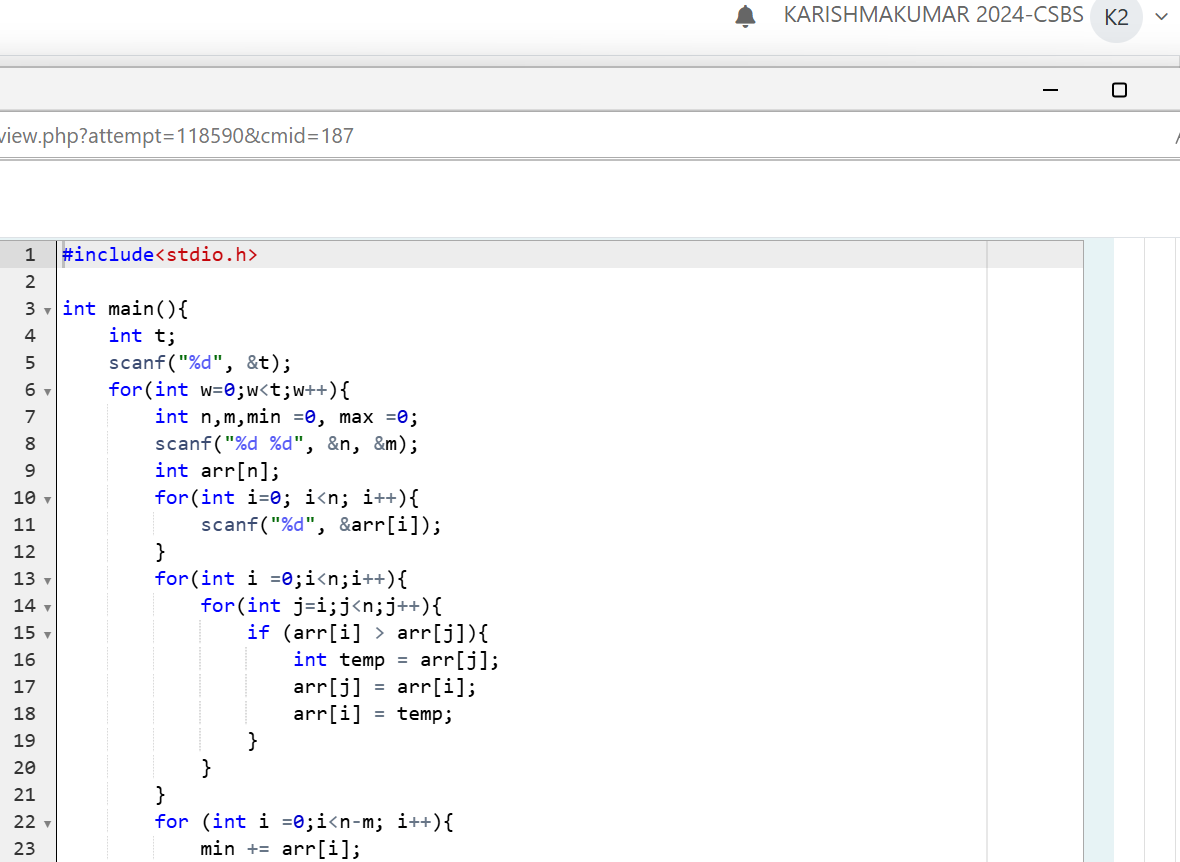 KARISHMAKUMAR 2024-CSBS K2
view.php?attempt=118590&cmid=187
1 #include<stdio.h>
2
3 int main(){
4     int t;
5     scanf("%d", &t);
6     for(int w=0;w<t;w++){
7         int n,m,min =0, max =0;
8         scanf("%d %d", &n, &m);
9         int arr[n];
10         for(int i=0; i<n; i++){
11             scanf("%d", &arr[i]);
12         }
13         for(int i =0;i<n;i++){
14             for(int j=i;j<n;j++){
15                 if (arr[i] > arr[j]){
16                     int temp = arr[j];
17                     arr[j] = arr[i];
18                     arr[i] = temp;
19                 }
20             }
21         }
22         for (int i =0;i<n-m; i++){
23             min += arr[i];